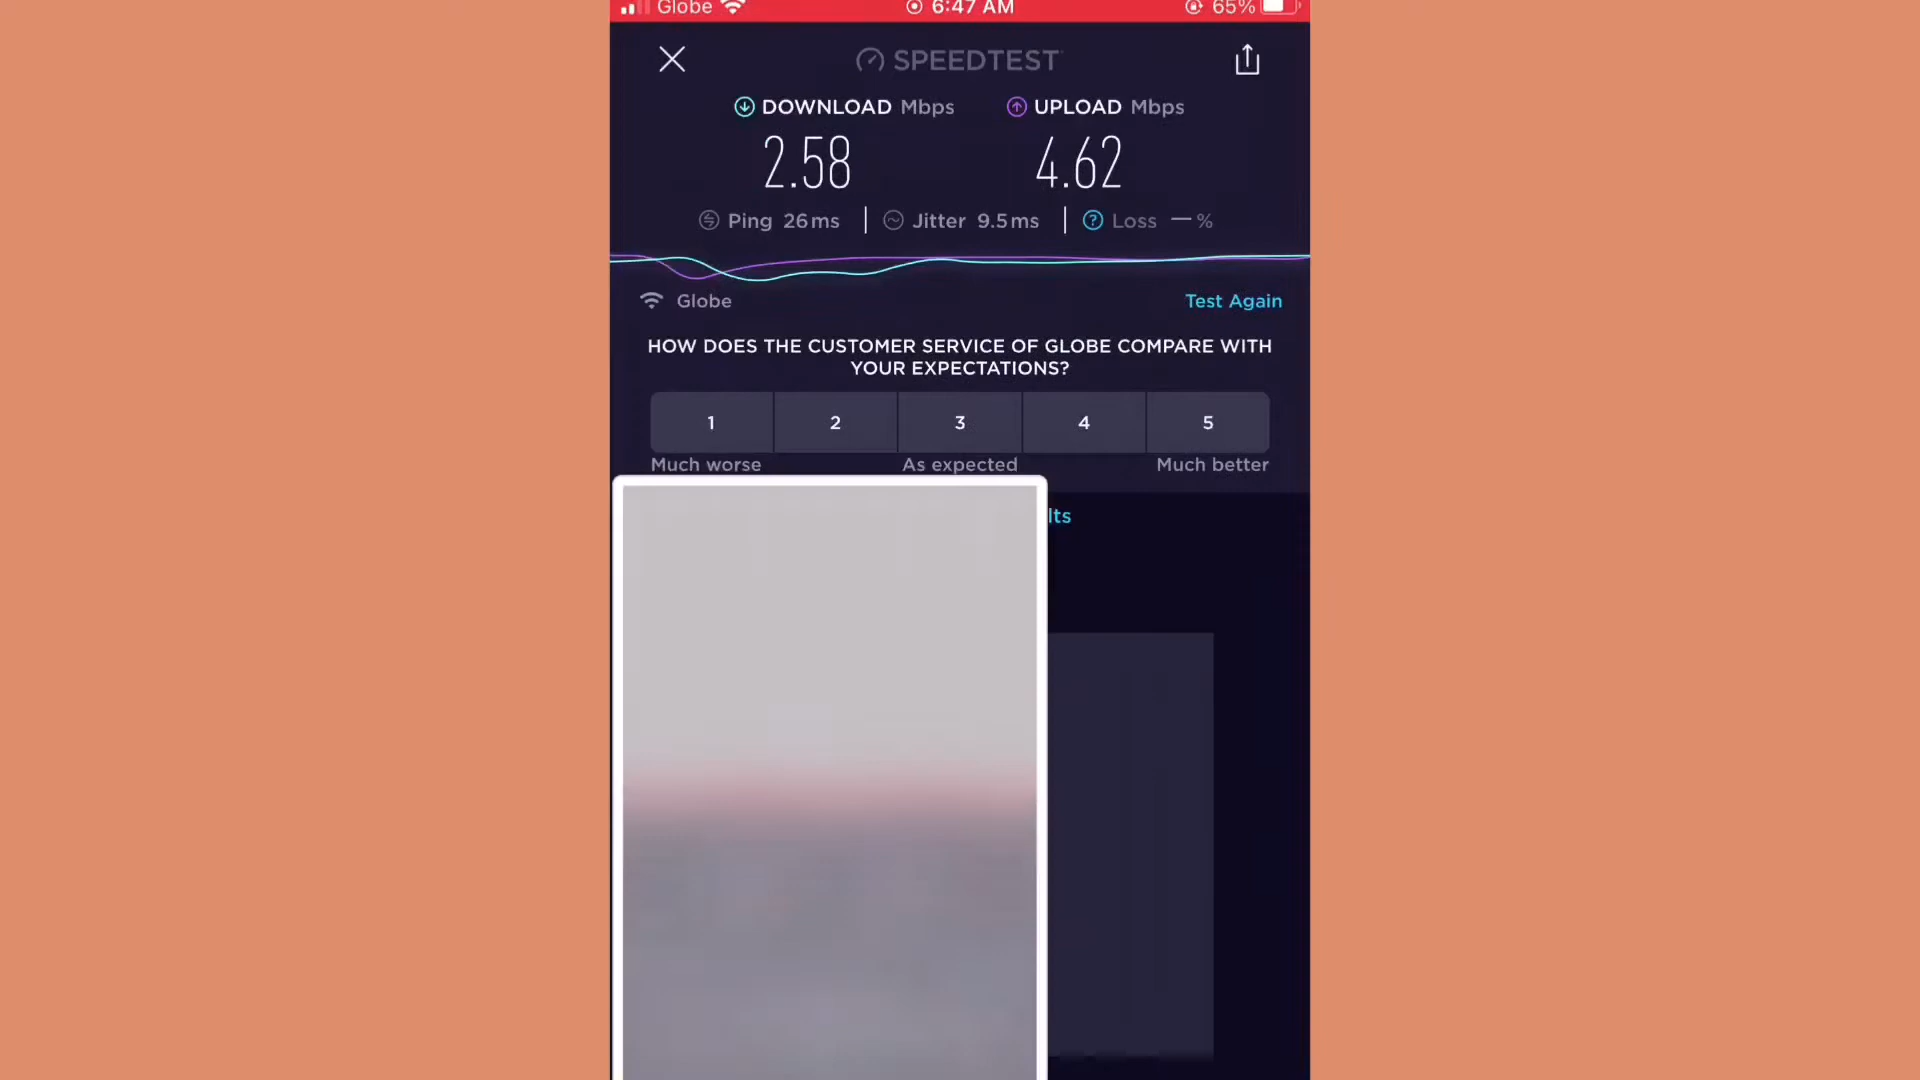 Globe 6:47 AM 65%
SPEEDTEST
DOWNLOAD Mbps UPLOAD Mbps
2.58 4.62
Ping 26 ms Jitter 9.5 ms Loss — %
Globe Test Again
HOW DOES THE CUSTOMER SERVICE OF GLOBE COMPARE WITH
YOUR EXPECTATIONS?
1 2 3 4 5
Much worse As expected Much better